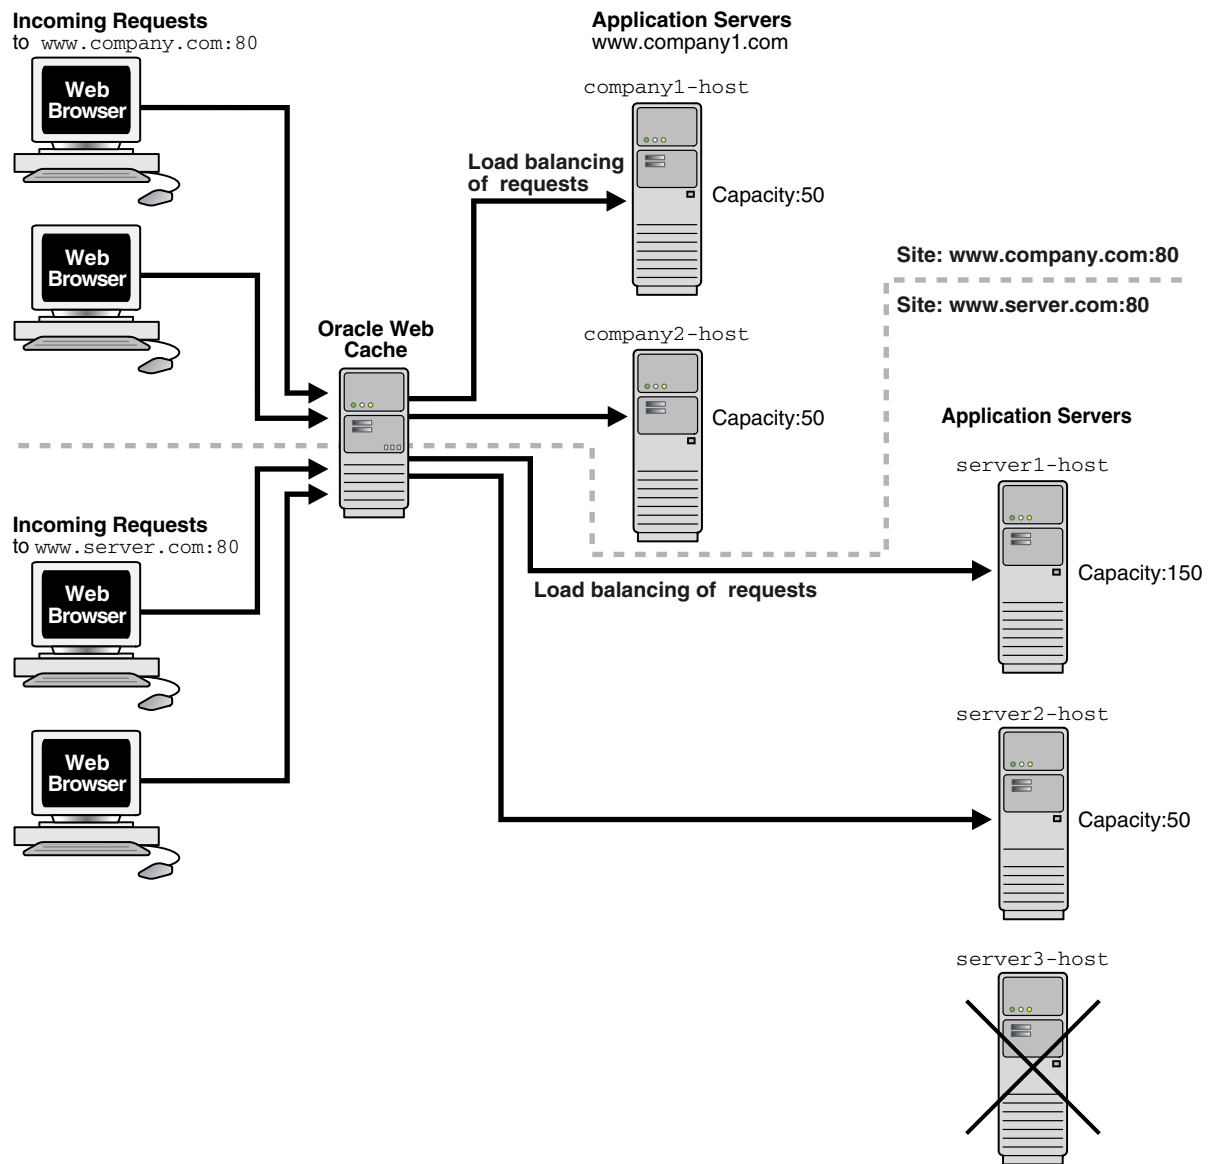 Incoming Requests
to www.company.com:80
Web
Browser
Web
Browser
Application Servers
www.company1.com
company1-host
Load balancing
of requests
Capacity:50
Site: www.company.com:80
Site: www.server.com:80
Oracle Web
Cache
company2-host
Capacity:50
Application Servers
server1-host
Incoming Requests
to www.server.com:80
Web
Browser
Web
Browser
Load balancing of requests
Capacity:150
server2-host
Capacity:50
server3-host